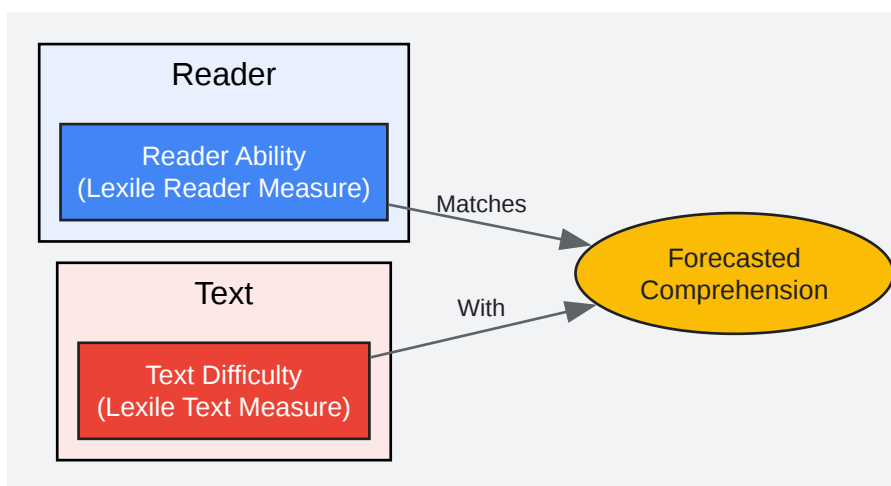 Reader
Reader Ability
(Lexile Reader Measure)
Matches
Forecasted
Comprehension
Text
With
Text Difficulty
(Lexile Text Measure)